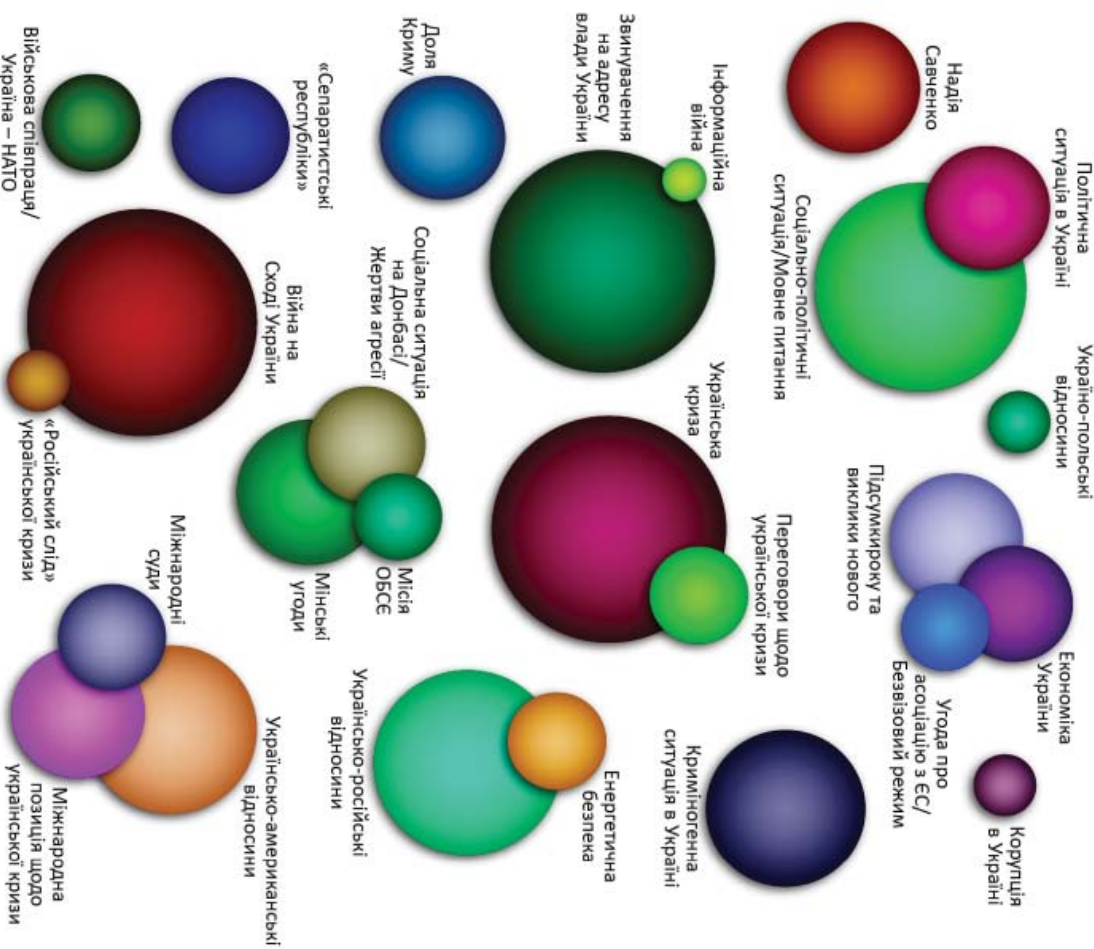 Політична
ситуація в Україні
Україно-польські
відносини
Економіка
України
Корупція
в Україні
Надія
Савченко
Угода про
асоціацію з ЄС/
Безвізовий режим
Підсумкироку та
виклики нового
Соціально-політичні
ситуація/Мовне питання
Інформаційна
війна
Переговори щодо
української кризи
Українська
криза
Кримінoгенна
ситуація в Україні
Звинувачення
на адресу
влади України
Енергетична
безпека
Доля
Криму
Соціальна ситуація
на Донбасі/
Жертви агресії
Місія
ОБСЄ
Українсько-російські
відносини
«Сепаратистські
республіки»
Мінські
угоди
Війна на
Сході України
Українсько-американські
відносини
Міжнародні
суди
Військова співпраця/
Україна – НАТО
«Російський слід»
української кризи
Міжнародна
позиція щодо
української кризи